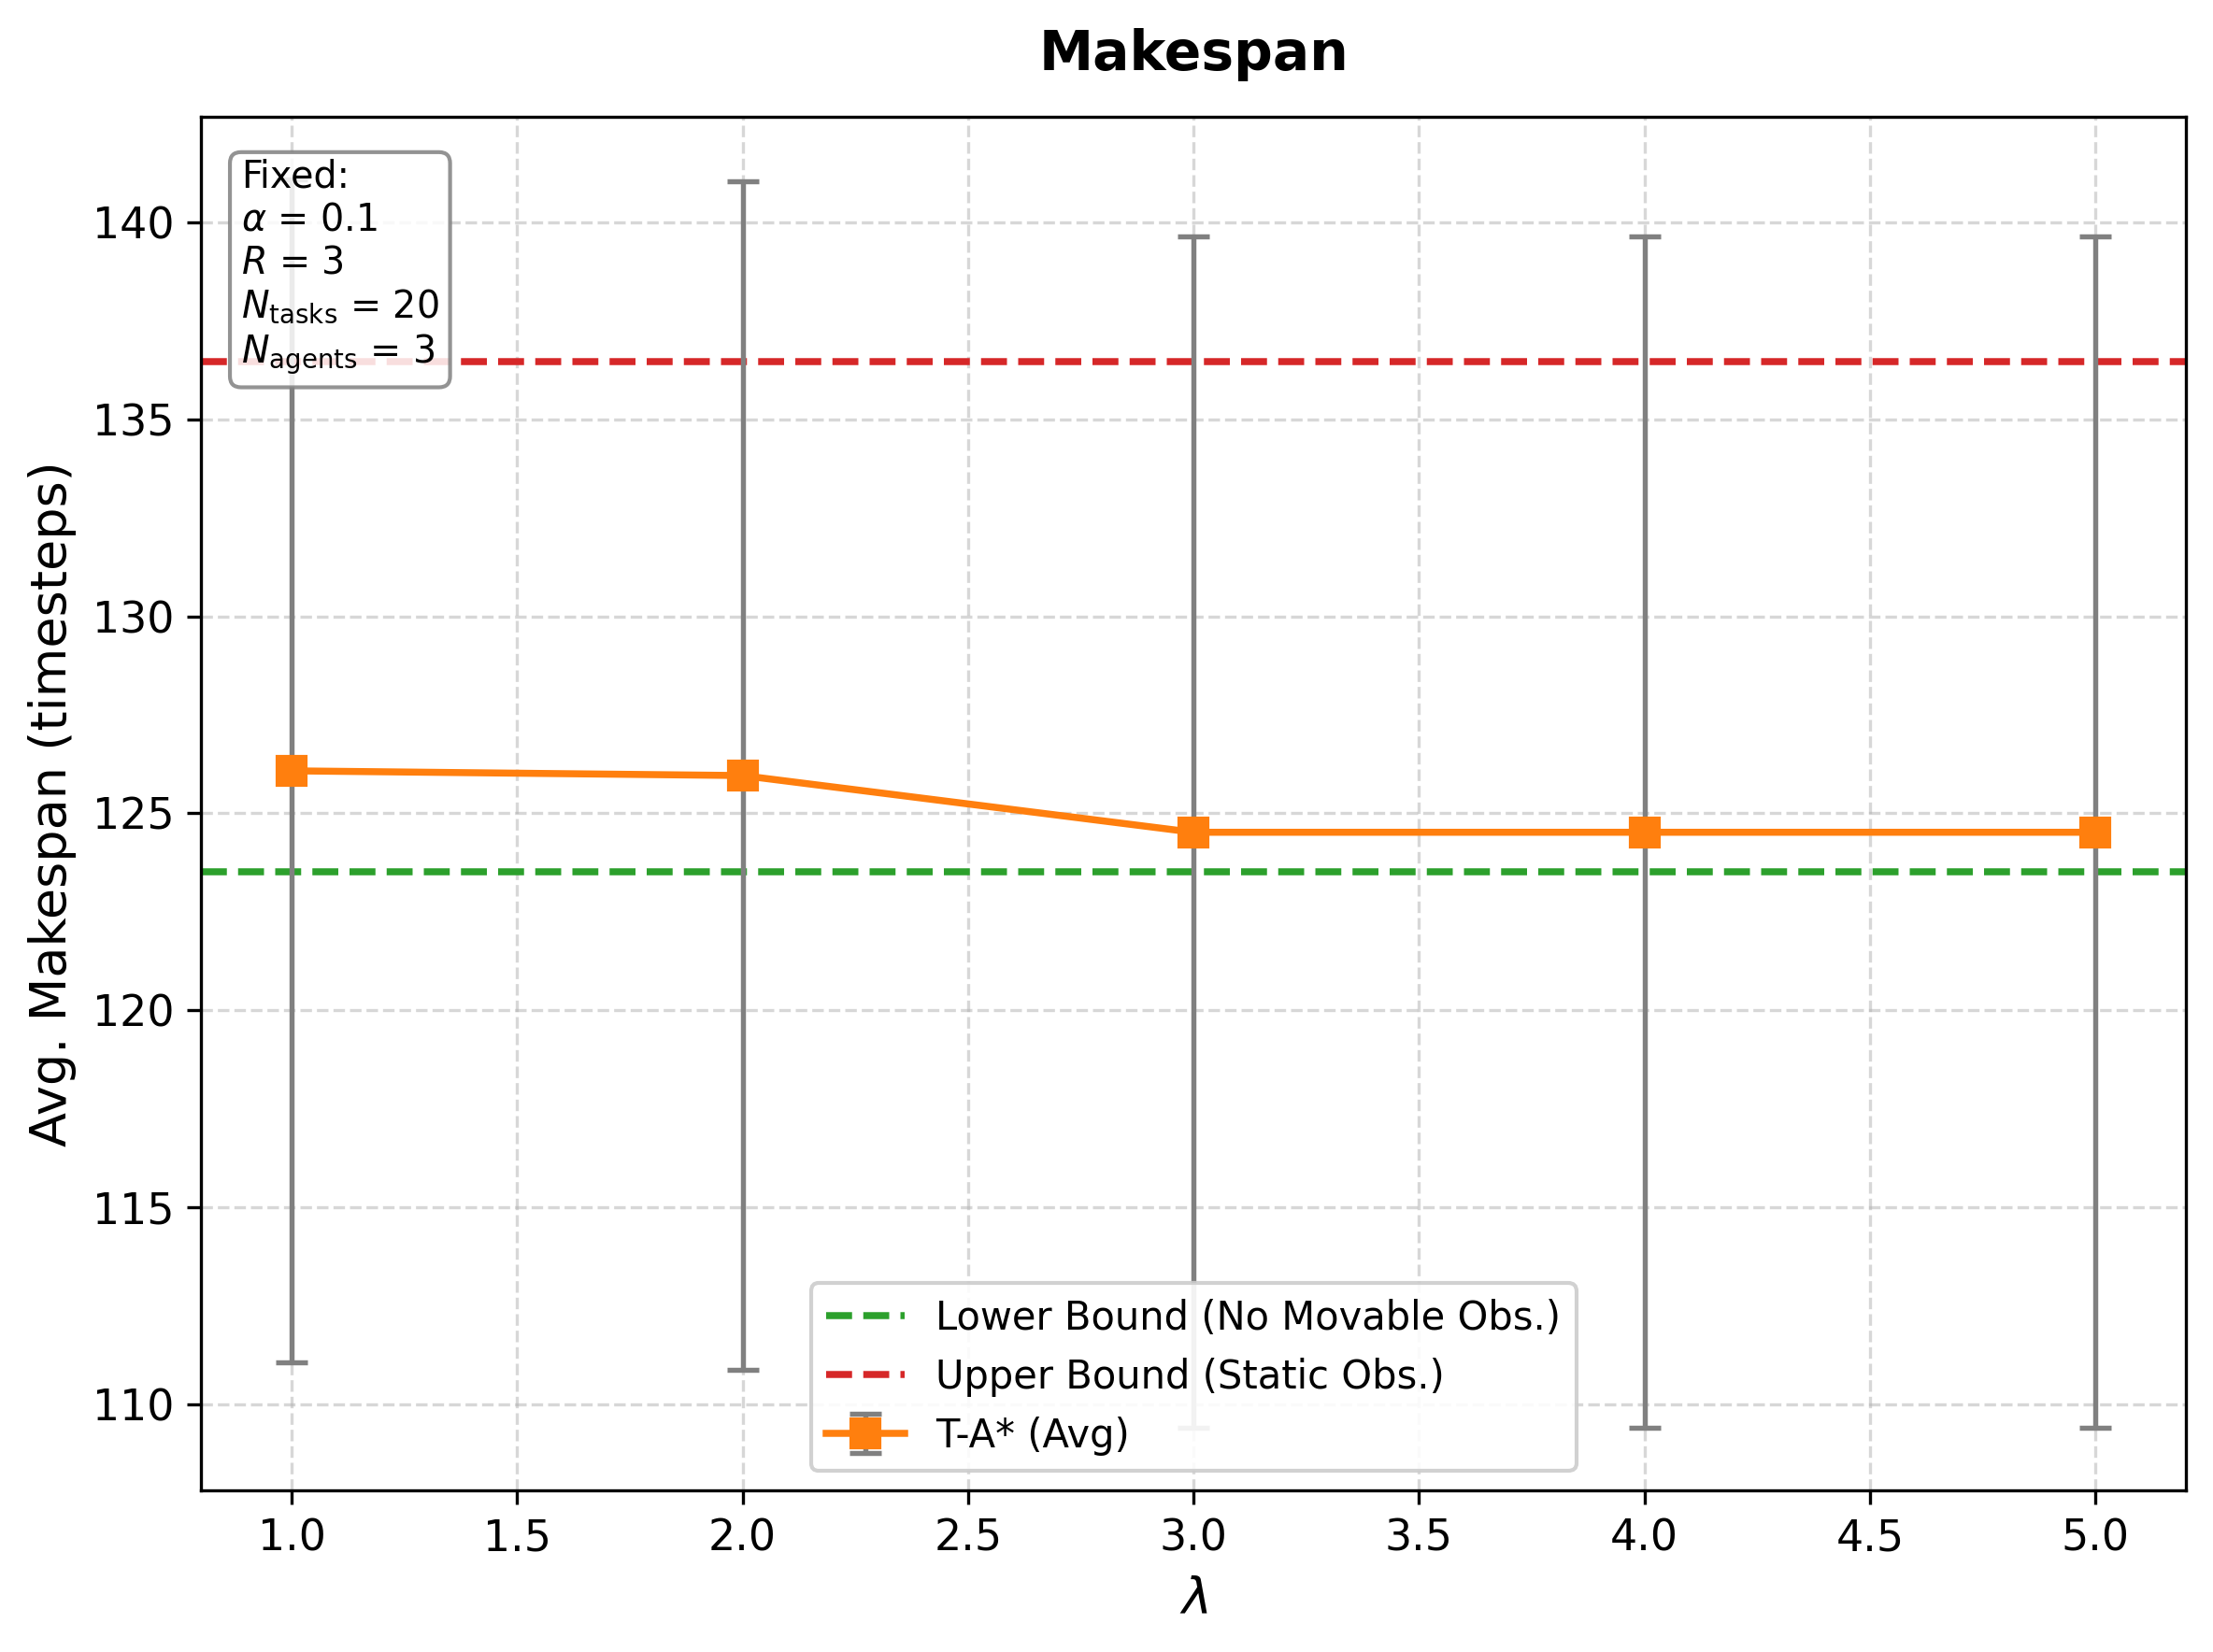 Makespan
Fixed:
α = 0.1
R = 3
N_tasks = 20
N_agents = 3
140
135
130
125
120
115
110
Avg. Makespan (timesteps)
Lower Bound (No Movable Obs.)
Upper Bound (Static Obs.)
T-A* (Avg)
1.0 1.5 2.0 2.5 3.0 3.5 4.0 4.5 5.0
λ